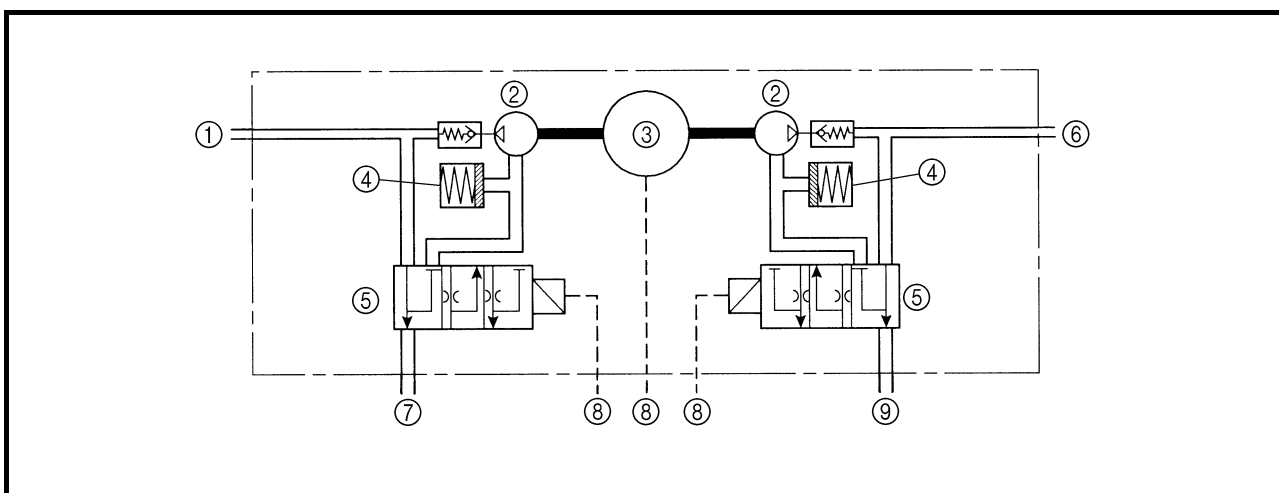 ② ②
① ③ ⑥
④ ④
⑤ ⑤
⑦ ⑧ ⑧ ⑧ ⑨